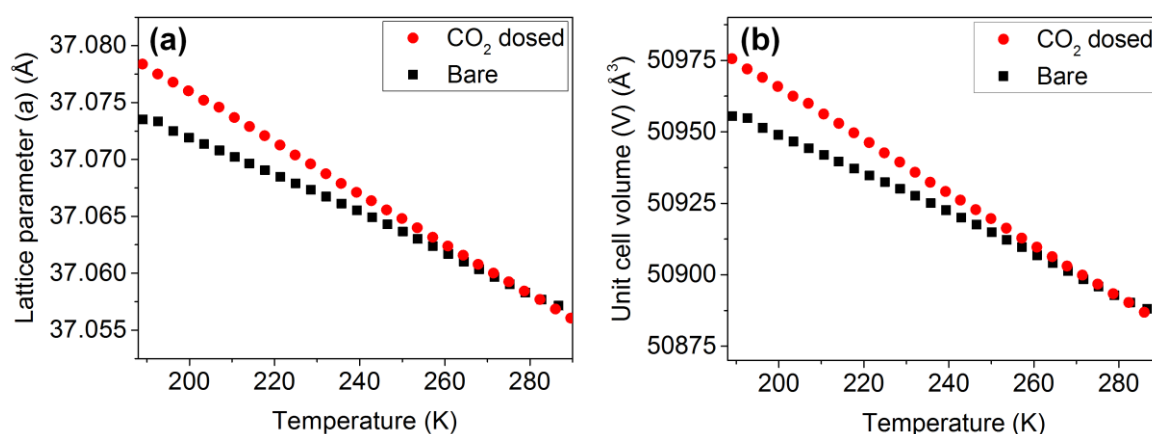 (a)
CO₂ dosed
Bare
37.080
37.075
37.070
37.065
37.060
37.055
Lattice parameter (a) (Å)
200 220 240 260 280
Temperature (K)
(b)
CO₂ dosed
Bare
50975
50950
50925
50900
50875
Unit cell volume (V) (Å³)
200 220 240 260 280
Temperature (K)